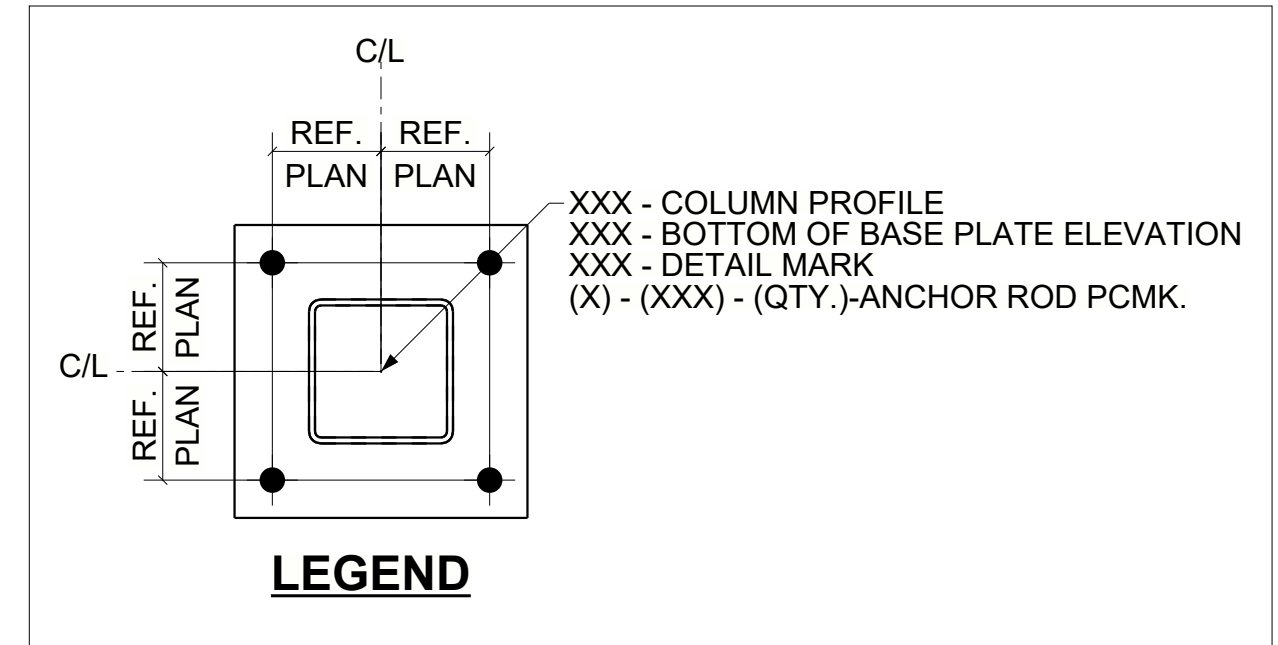 C/L
REF. REF.
PLAN PLAN
XXX - COLUMN PROFILE
XXX - BOTTOM OF BASE PLATE ELEVATION
XXX - DETAIL MARK
(X) - (XXX) - (QTY.)-ANCHOR ROD PCMK.
REF.
PLAN
C/L
REF.
PLAN
LEGEND